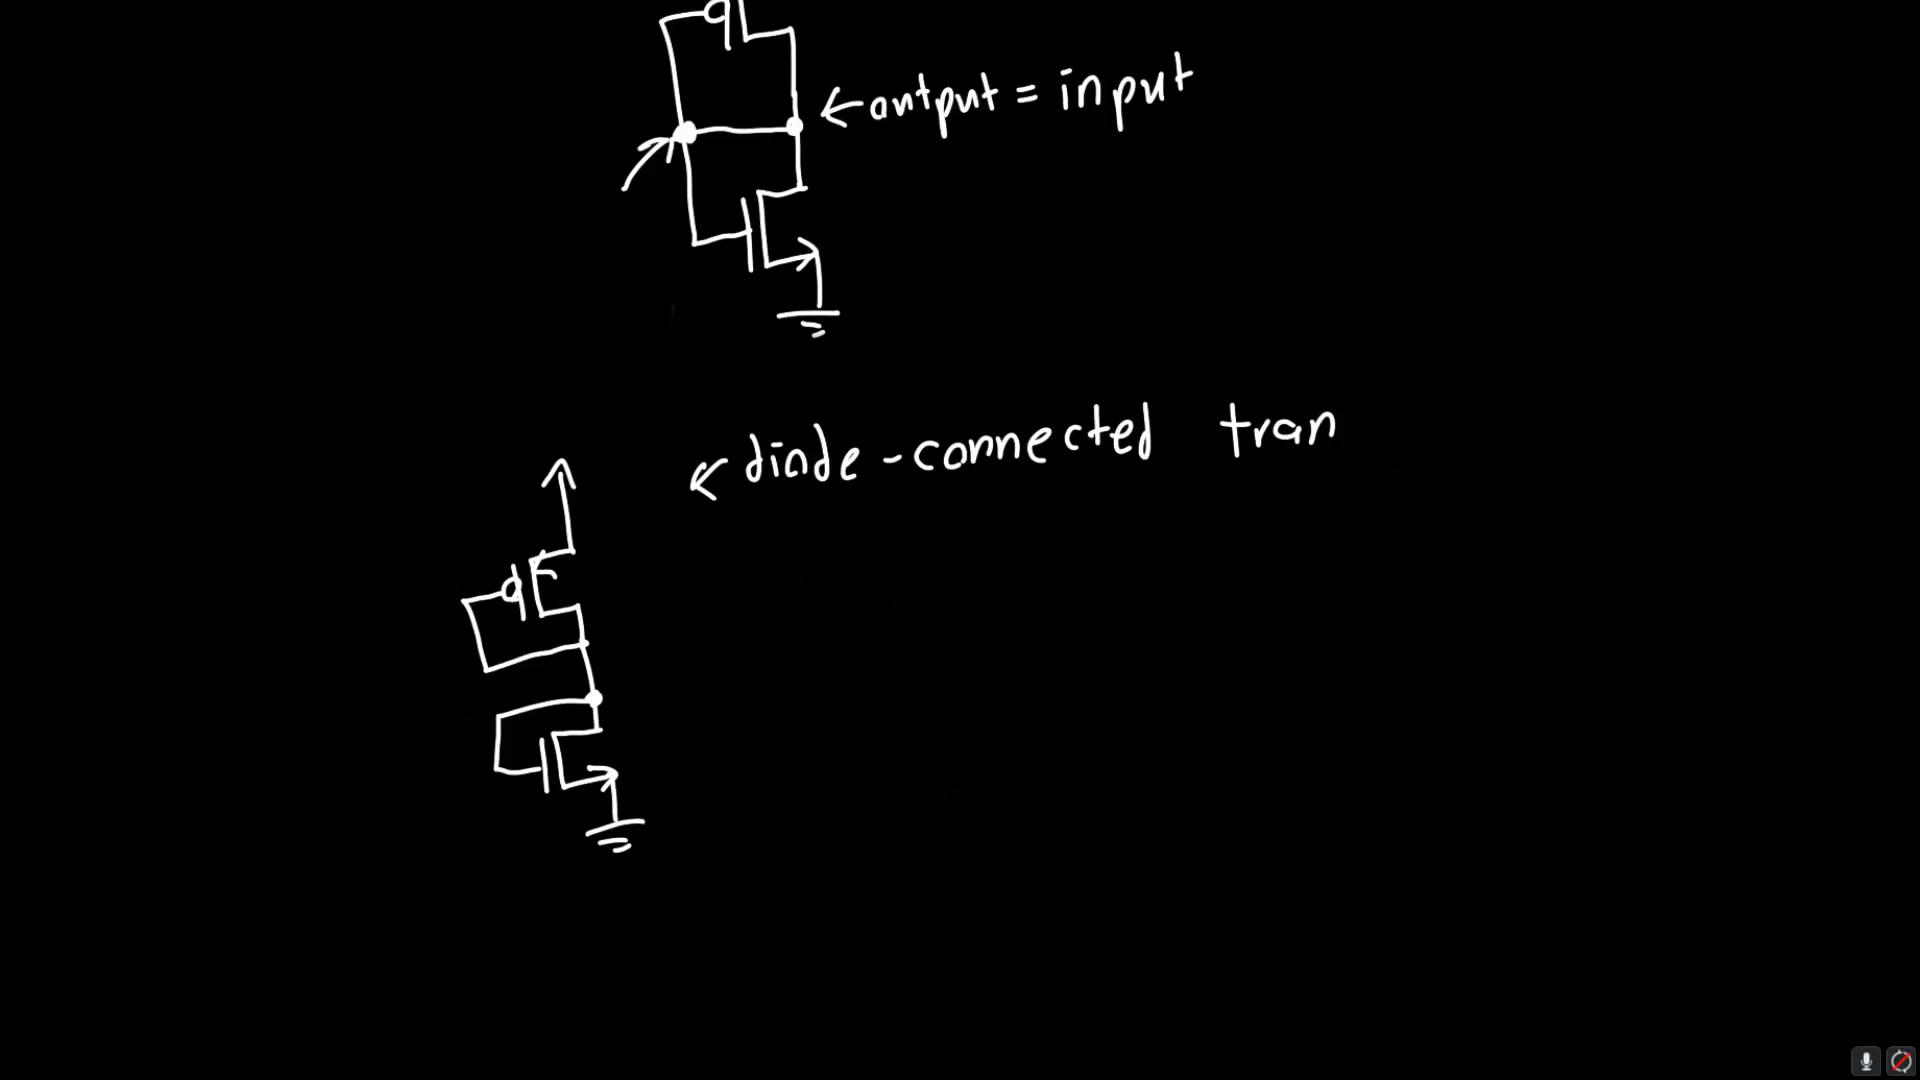 ← output = input
← diode-connected tran